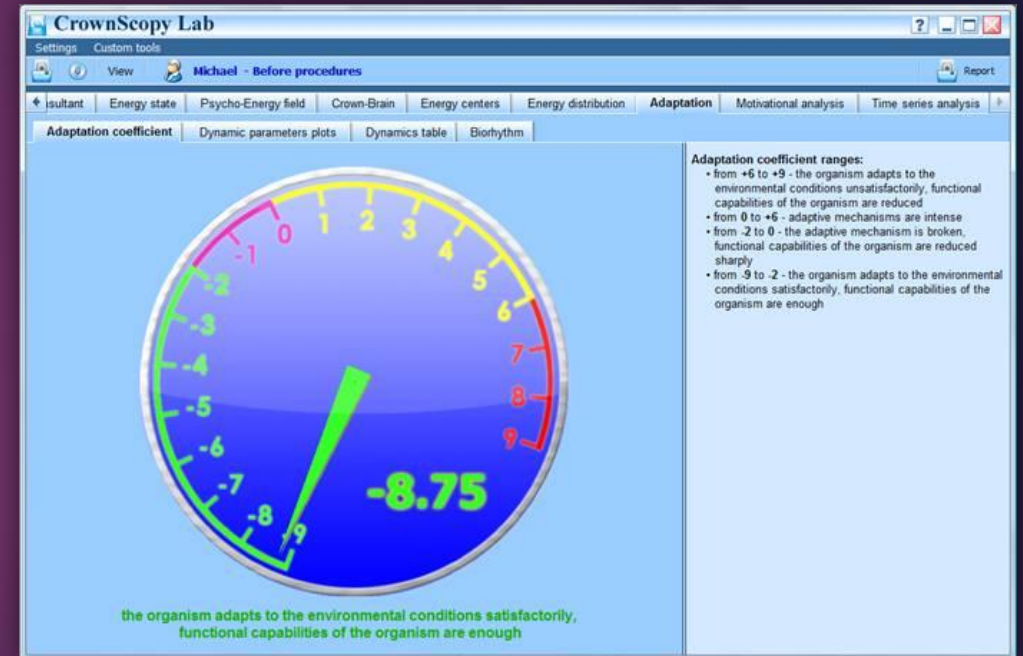 CrownScopy Lab
?
Settings Custom tools
View Michael - Before procedures Report
isultant Energy state Psycho-Energy field Crown-Brain Energy centers Energy distribution Adaptation Motivational analysis Time series analysis
Adaptation coefficient Dynamic parameters plots Dynamics table Biorhythm
-9
-8
-7
-6
-5
-4
-3
-2
-1
0
1
2
3
4
5
6
7
8
9
-8.75
the organism adapts to the environmental conditions satisfactorily,
functional capabilities of the organism are enough
Adaptation coefficient ranges:
• from +6 to +9 - the organism adapts to the
environmental conditions unsatisfactorily, functional
capabilities of the organism are reduced
• from 0 to +6 - adaptive mechanisms are intense
• from -2 to 0 - the adaptive mechanism is broken,
functional capabilities of the organism are reduced
sharply
• from -9 to -2 - the organism adapts to the environmental
conditions satisfactorily, functional capabilities of the
organism are enough